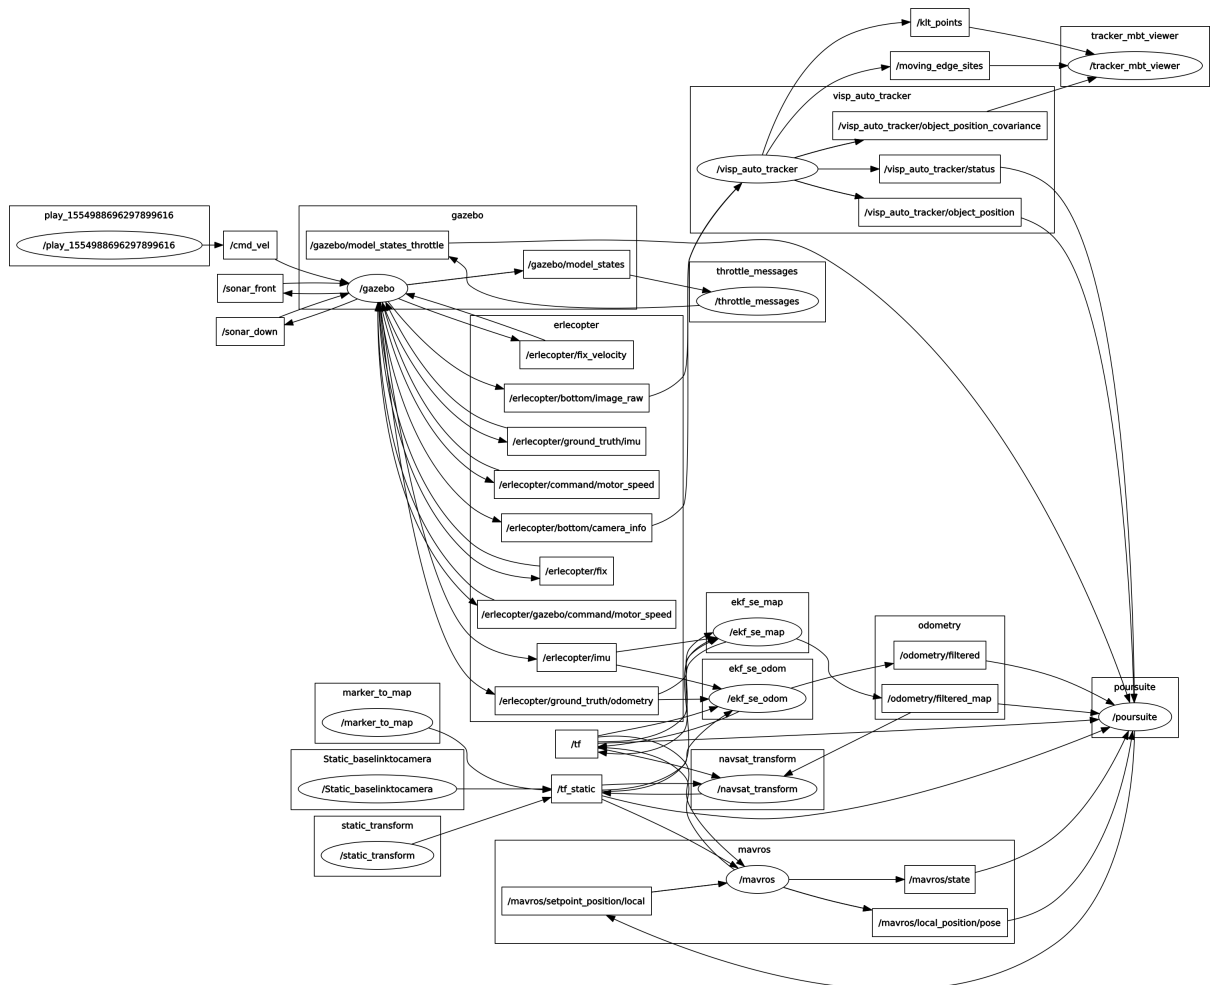 /klt_points
tracker_mbt_viewer
/tracker_mbt_viewer
/moving_edge_sites
visp_auto_tracker
/visp_auto_tracker/object_position_covariance
/visp_auto_tracker
/visp_auto_tracker/status
/visp_auto_tracker/object_position
play_1554988696297899616
/play_1554988696297899616
/cmd_vel
gazebo
/gazebo/model_states_throttle
/gazebo/model_states
/gazebo
/sonar_front
/sonar_down
throttle_messages
/throttle_messages
erlecopter
/erlecopter/fix_velocity
/erlecopter/bottom/image_raw
/erlecopter/ground_truth/imu
/erlecopter/command/motor_speed
/erlecopter/bottom/camera_info
/erlecopter/fix
/erlecopter/gazebo/command/motor_speed
/erlecopter/imu
/erlecopter/ground_truth/odometry
ekf_se_map
/ekf_se_map
ekf_se_odom
/ekf_se_odom
odometry
/odometry/filtered
/odometry/filtered_map
poursuite
/poursuite
marker_to_map
/marker_to_map
/tf
Static_baselinktocamera
/Static_baselinktocamera
/tf_static
navsat_transform
/navsat_transform
static_transform
/static_transform
mavros
/mavros
/mavros/state
/mavros/setpoint_position/local
/mavros/local_position/pose